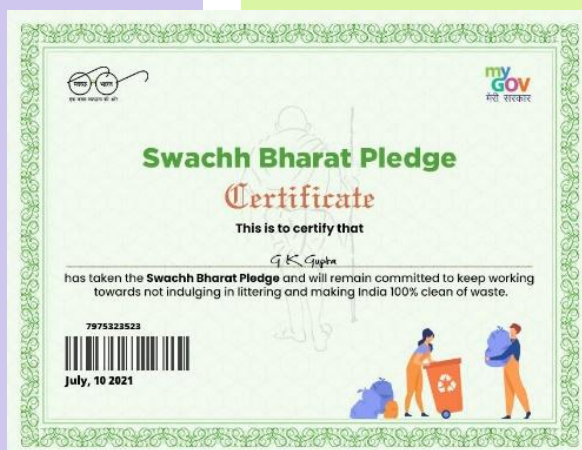 स्वच्छ भारत
एक कदम स्वच्छता की ओर
my
GOV
मेरी सरकार
Swachh Bharat Pledge
Certificate
This is to certify that
G K Gupta
has taken the Swachh Bharat Pledge and will remain committed to keep working
towards not indulging in littering and making India 100% clean of waste.
7975323523
July, 10 2021